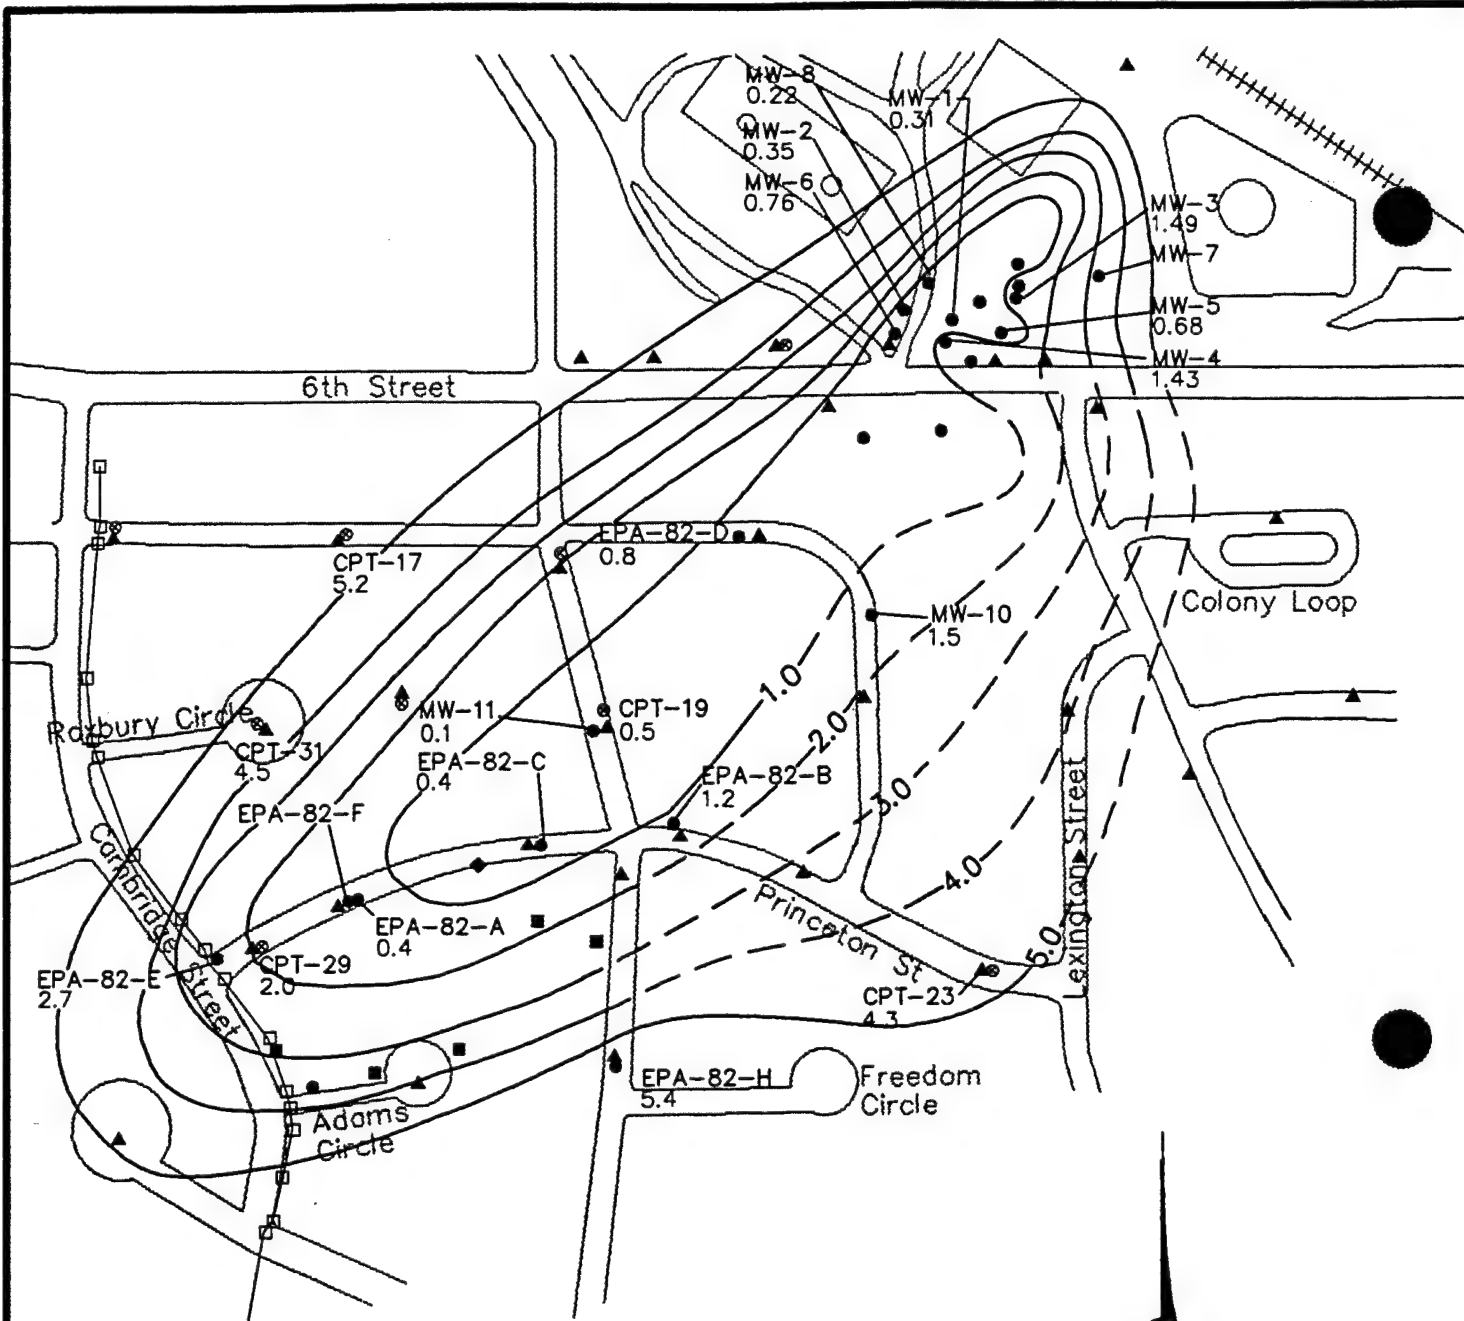 MW-8
0.22
MW-1
0.31
MW-2
0.35
MW-6
0.76
MW-3
1.49
MW-7
MW-5
0.68
MW-4
1.43
6th Street
EPA-82-D
0.8
CPT-17
5.2
Colony Loop
MW-10
1.5
1.0
Roxbury Circle
MW-11
0.1
CPT-19
0.5
2.0
CPT-31
4.5
EPA-82-C
0.4
EPA-82-B
1.2
3.0
EPA-82-F
Cambridge Street
4.0
Lexington Street
Princeton St
EPA-82-A
0.4
5.0
CPT-29
2.0
EPA-82-E
2.7
CPT-23
4.3
EPA-82-H
5.4
Freedom
Circle
Adams
Circle